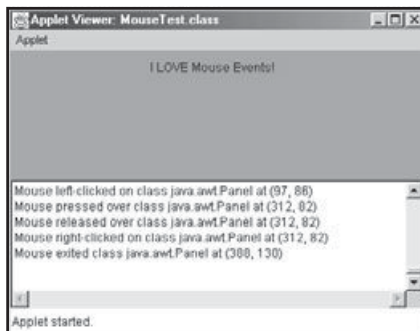 Applet Viewer: MouseTest.class
Applet
I LOVE Mouse Events!
Mouse left-clicked on class java.awt.Panel at (97, 86)
Mouse pressed over class java.awt.Panel at (312, 82)
Mouse released over class java.awt.Panel at (312, 82)
Mouse right-clicked on class java.awt.Panel at (312, 82)
Mouse exited class java.awt.Panel at (388, 130)
Applet started.